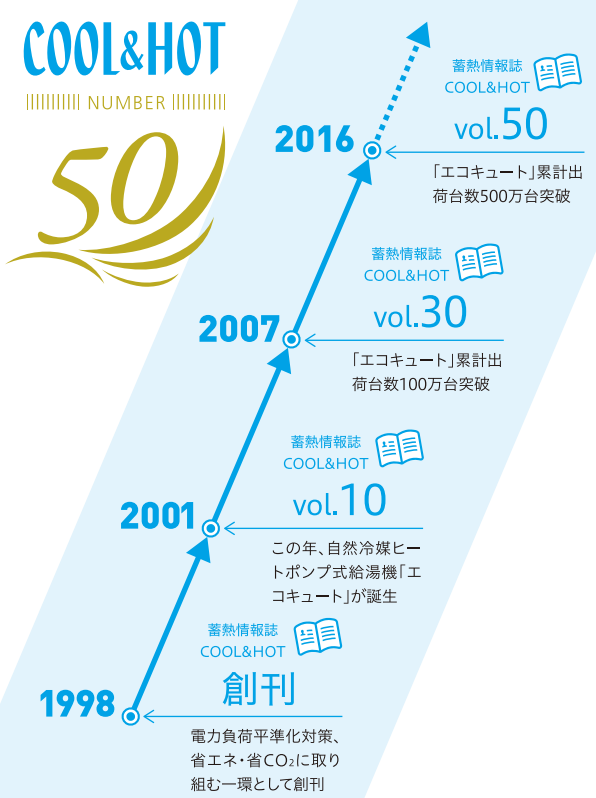 COOL&HOT
NUMBER
50
蓄熱情報誌
COOL&HOT
vol.50
2016
「エコキュート」累計出
荷台数500万台突破
蓄熱情報誌
COOL&HOT
vol.30
2007
「エコキュート」累計出
荷台数100万台突破
蓄熱情報誌
COOL&HOT
vol.10
2001
この年、自然冷媒ヒー
トポンプ式給湯機「エ
コキュート」が誕生
蓄熱情報誌
COOL&HOT
創刊
1998
電力負荷平準化対策、
省エネ・省CO₂に取り
組む一環として創刊